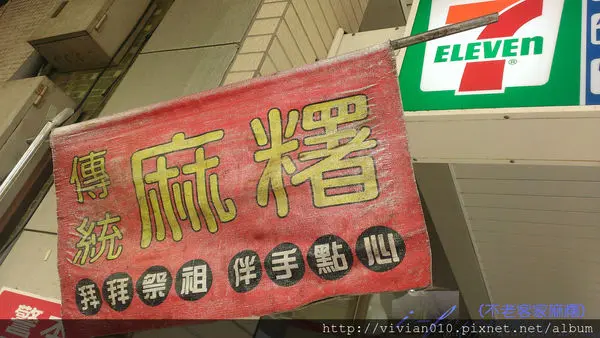 7
ELEVEn
®
傳統
麻糬
拜拜 祭祖 伴手點心
警
(不老客家麻糬)
http://vivian010.pixnet.net/album